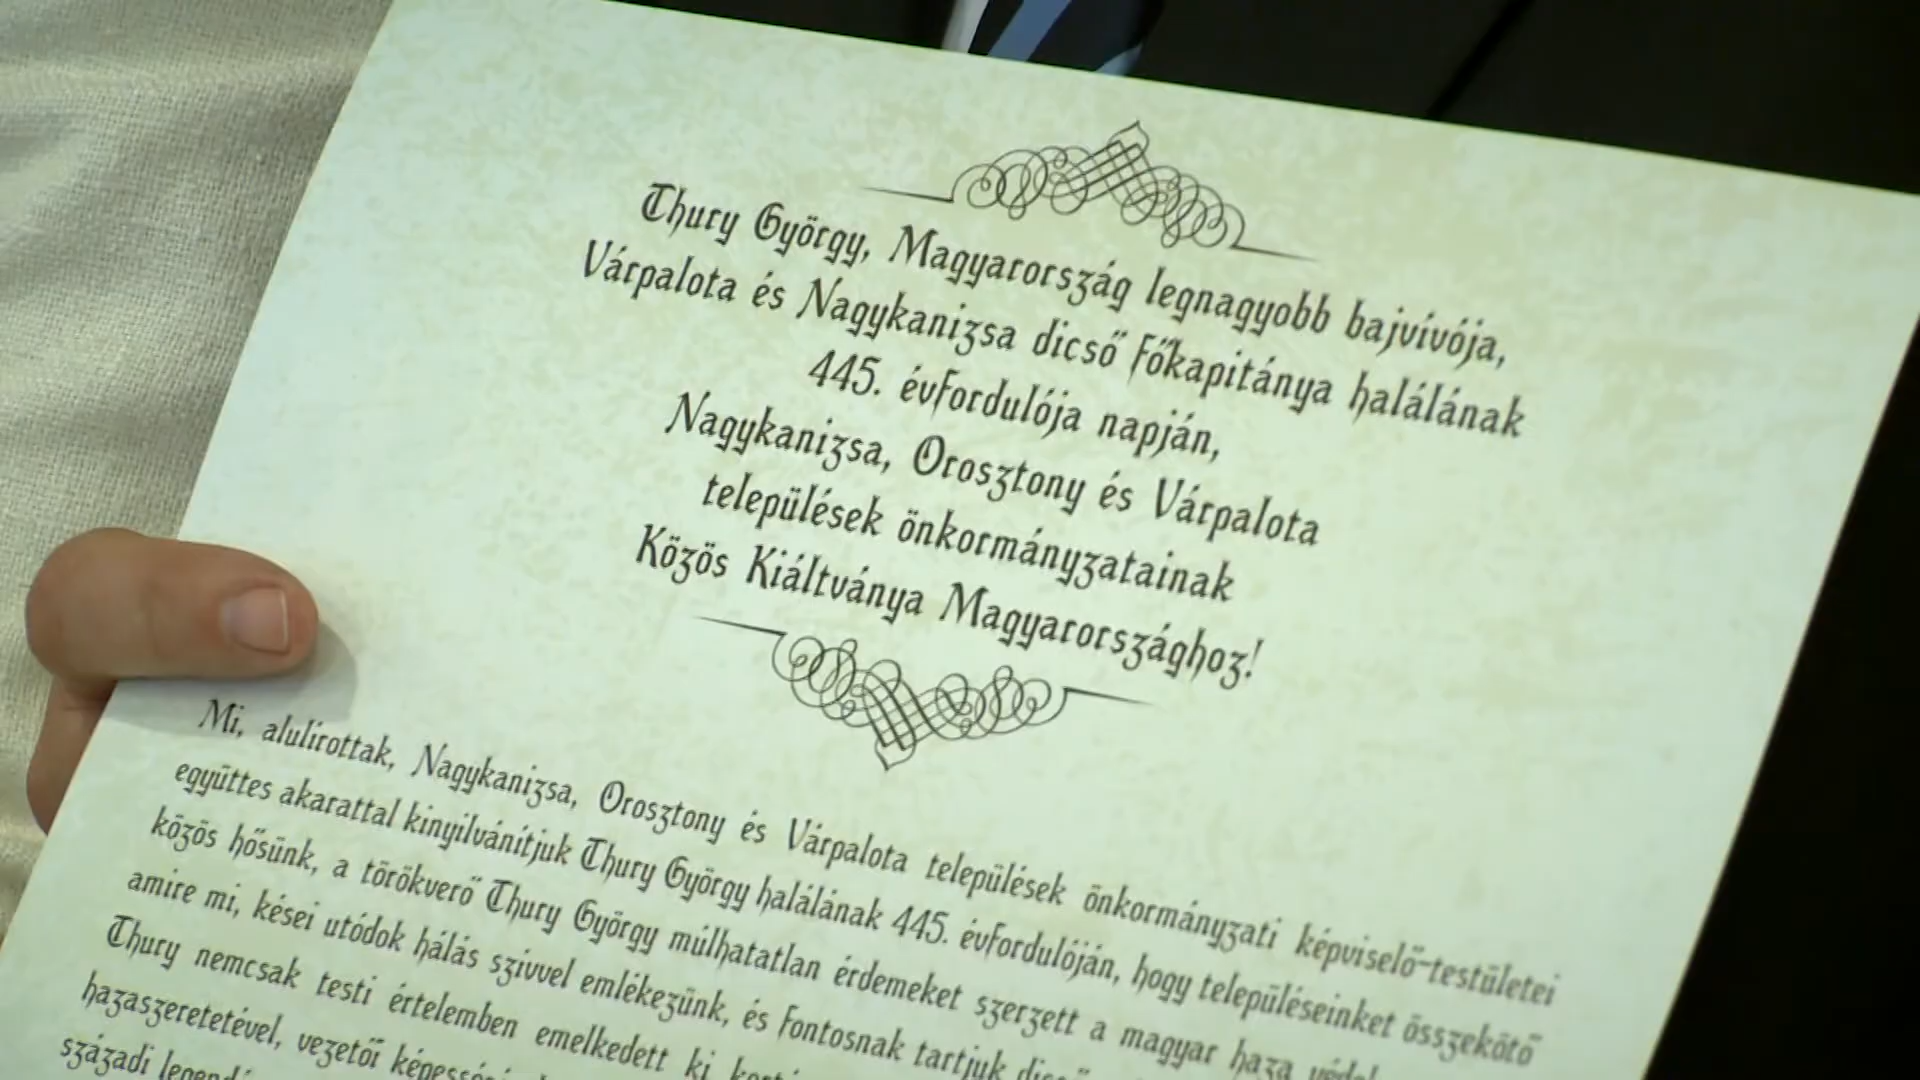 Thury György, Magyarország legnagyobb bajvívója,
Várpalota és Nagykanizsa dicső Főkapitánya halálának
445. évfordulója napján,
Nagykanizsa, Orosztony és Várpalota
települések önkormányzatainak
Közös Kiáltványa Magyarországhoz!
Mi, alulírottak, Nagykanizsa, Orosztony és Várpalota települések önkormányzati képviselő-testületei
együttes akarattal kinyilvánítjuk Thury György halálának 445. évfordulóján, hogy településeinket összekötő
közös hősünk, a törökverő Thury György múlhatatlan érdemeket szerzett a magyar haza
amire mi, kései utódok hálás szívvel emlékezünk, és fontosnak tartjuk
Thury nemcsak testi értelemben emelkedett ki
hazaszeretetével, vezetői
századi